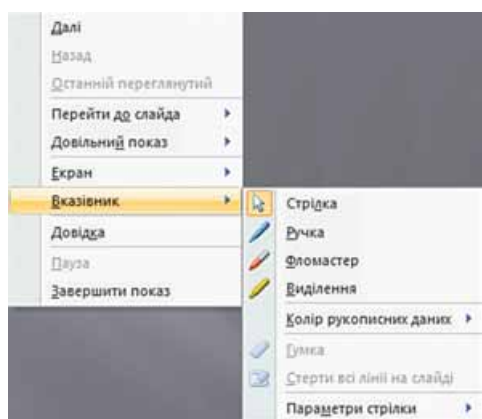 Далі
Назад
Останній переглянутий
Перейти до слайда
Довільний показ
Екран
Вказівник
Довідка
Пауза
Завершити показ
Стрілка
Ручка
Фломастер
Виділення
Колір рукописних даних
Гумка
Стерти всі лінії на слайді
Параметри стрілки